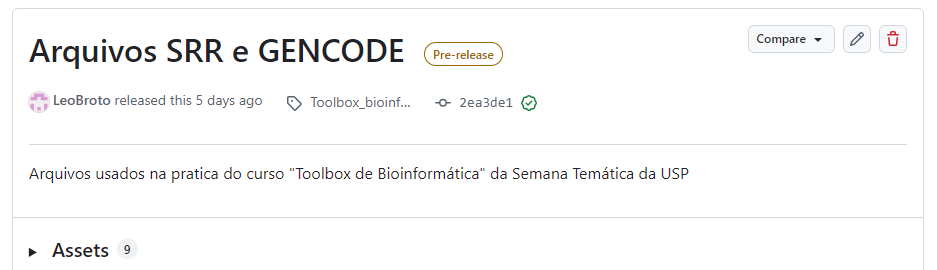 Arquivos SRR e GENCODE Pre-release
Compare
LeoBroto released this 5 days ago Toolbox_bioinf... 2ea3de1
Arquivos usados na pratica do curso "Toolbox de Bioinformática" da Semana Temática da USP
Assets 9